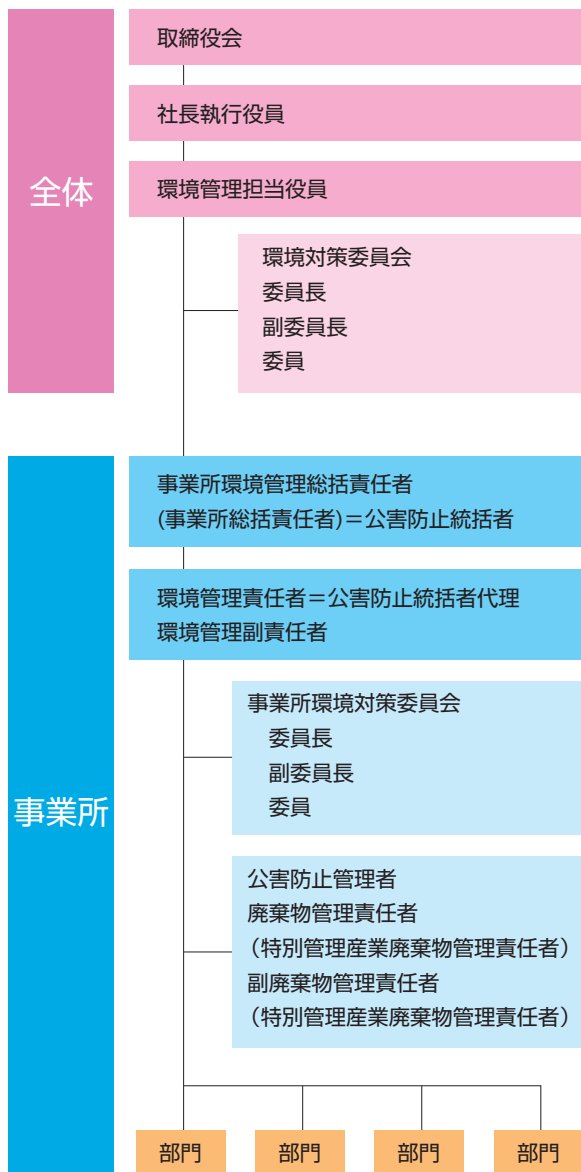 全体
取締役会
社長執行役員
環境管理担当役員
環境対策委員会
委員長
副委員長
委員
事業所
事業所環境管理総括責任者
(事業所総括責任者)＝公害防止統括者
環境管理責任者＝公害防止統括者代理
環境管理副責任者
事業所環境対策委員会
委員長
副委員長
委員
公害防止管理者
廃棄物管理責任者
（特別管理産業廃棄物管理責任者）
副廃棄物管理責任者
（特別管理産業廃棄物管理責任者）
部門 部門 部門 部門